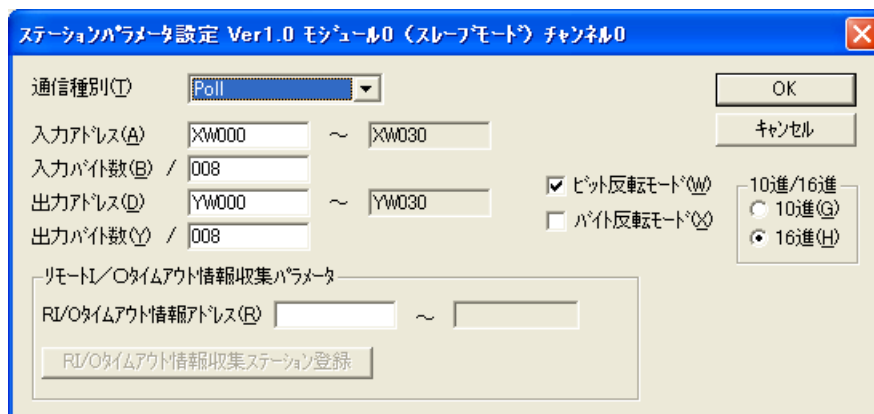 ステーションパラメータ設定 Ver1.0 モジュール0 (スレーブモード) チャンネル0
通信種別(T) Poll
OK
キャンセル
入力アドレス(A) XW000 ～ XW030
入力バイト数(B) / 008
出力アドレス(D) YW000 ～ YW030
出力バイト数(Y) / 008
ビット反転モード(W)
バイト反転モード(X)
10進/16進
10進(G)
16進(H)
リモートI/Oタイムアウト情報収集パラメータ
RI/Oタイムアウト情報アドレス(R) ～
RI/Oタイムアウト情報収集ステーション登録